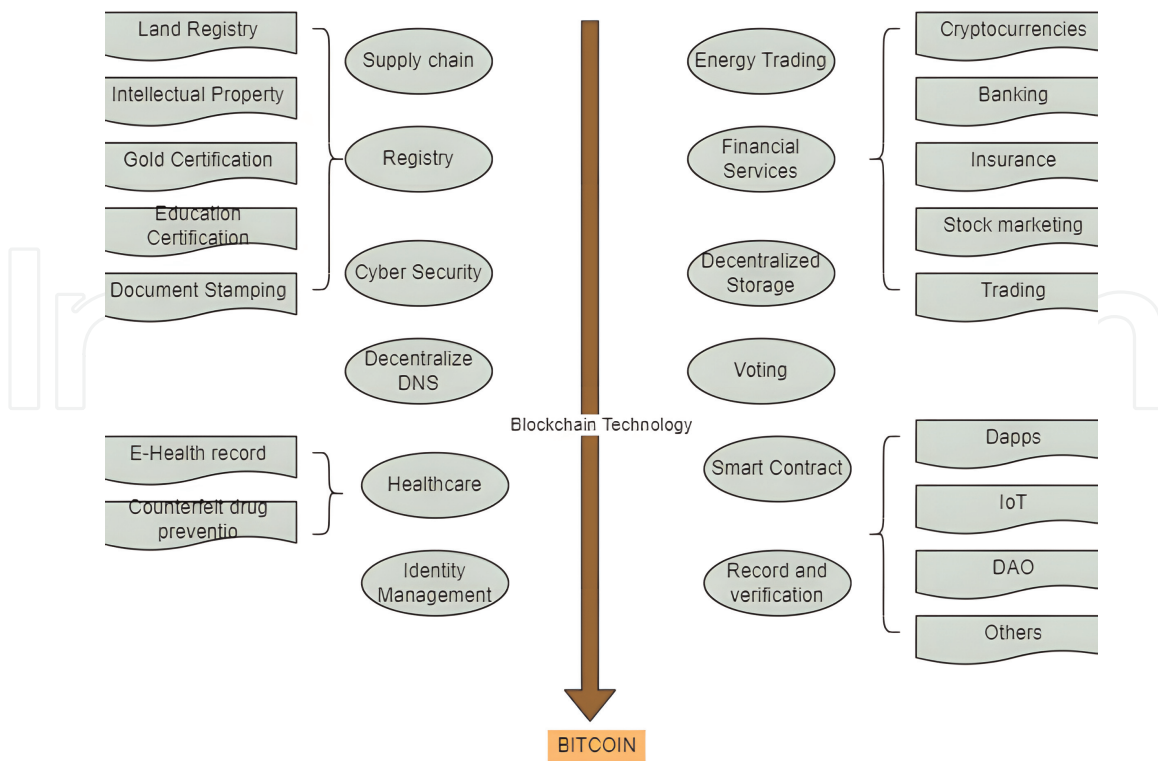 Land Registry
Intellectual Property
Gold Certification
Education
Certification
Document Stamping
E-Health record
Counterfeit drug
preventio
Supply chain
Registry
Cyber Security
Decentralize
DNS
Healthcare
Identity
Management
Blockchain Technology
BITCOIN
Energy Trading
Financial
Services
Decentralized
Storage
Voting
Smart Contract
Record and
verification
Cryptocurrencies
Banking
Insurance
Stock marketing
Trading
Dapps
IoT
DAO
Others